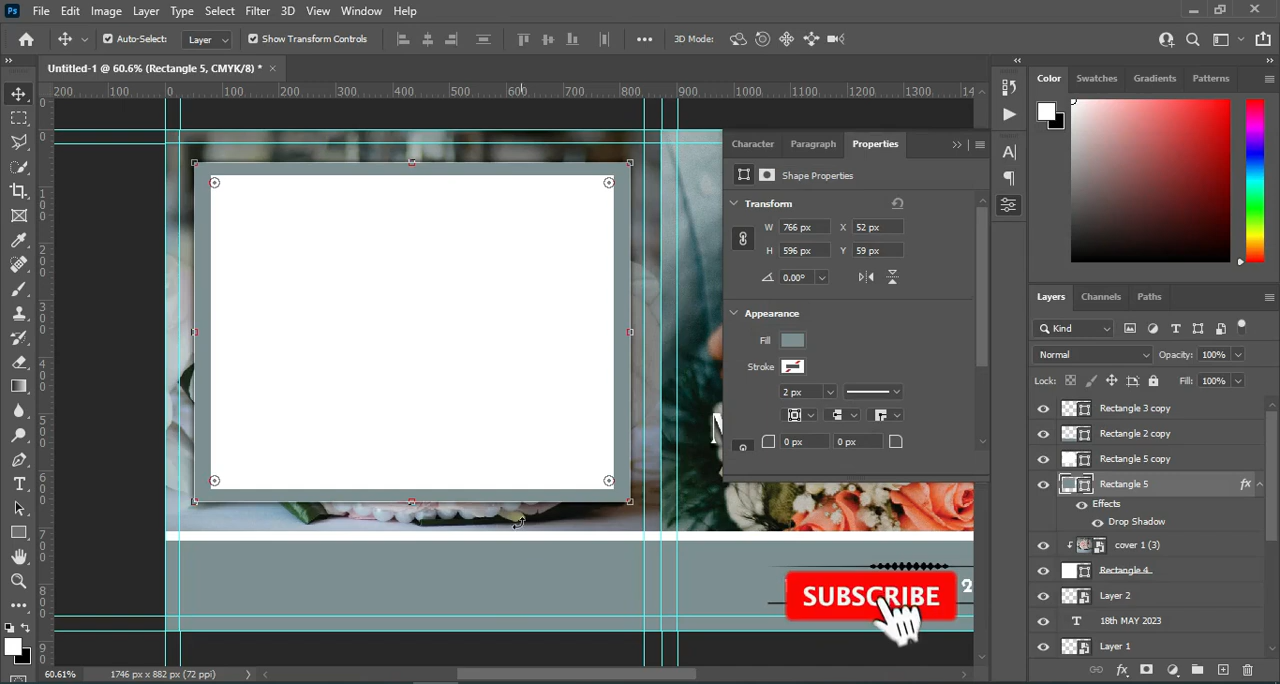 Ps File Edit Image Layer Type Select Filter 3D View Window Help
Auto-Select: Layer Show Transform Controls 3D Mode:
Untitled-1 @ 60.6% (Rectangle 5, CMYK/8) *
200 100 0 100 200 300 400 500 600 700 800 900 1000 1100 1200 1300
Color Swatches Gradients Patterns
Character Paragraph Properties
Shape Properties
Transform
W 766 px X 52 px
H 596 px Y 59 px
0.00°
Appearance
Fill
Stroke
2 px
0 px 0 px
Layers Channels Paths
Kind
Normal Opacity: 100%
Lock: Fill: 100%
Rectangle 3 copy
Rectangle 2 copy
Rectangle 5 copy
Rectangle 5 fx
Effects
Drop Shadow
cover 1 (3)
Rectangle 4
Layer 2
T 18th MAY 2023
Layer 1
SUBSCRIBE
2
60.61% 1746 px x 882 px (72 ppi)